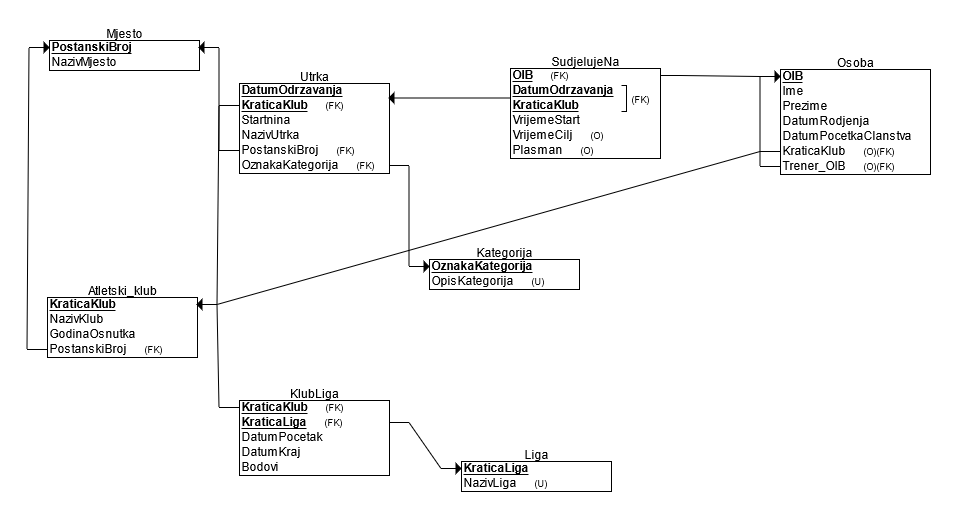 Mjesto
PostanskiBroj
NazivMjesto
Utrka
DatumOdrzavanja
KraticaKlub (FK)
Startnina
NazivUtrka
PostanskiBroj (FK)
OznakaKategorija (FK)
SudjelujeNa
OIB (FK)
DatumOdrzavanja
KraticaKlub
(FK)
VrijemeStart
VrijemeCilj (O)
Plasman (O)
Osoba
OIB
Ime
Prezime
DatumRodjenja
DatumPocetkaClanstva
KraticaKlub (O)(FK)
Trener_OIB (O)(FK)
Kategorija
OznakaKategorija
OpisKategorija (U)
Atletski_klub
KraticaKlub
NazivKlub
GodinaOsnutka
PostanskiBroj (FK)
KlubLiga
KraticaKlub (FK)
KraticaLiga (FK)
DatumPocetak
DatumKraj
Bodovi
Liga
KraticaLiga
NazivLiga (U)